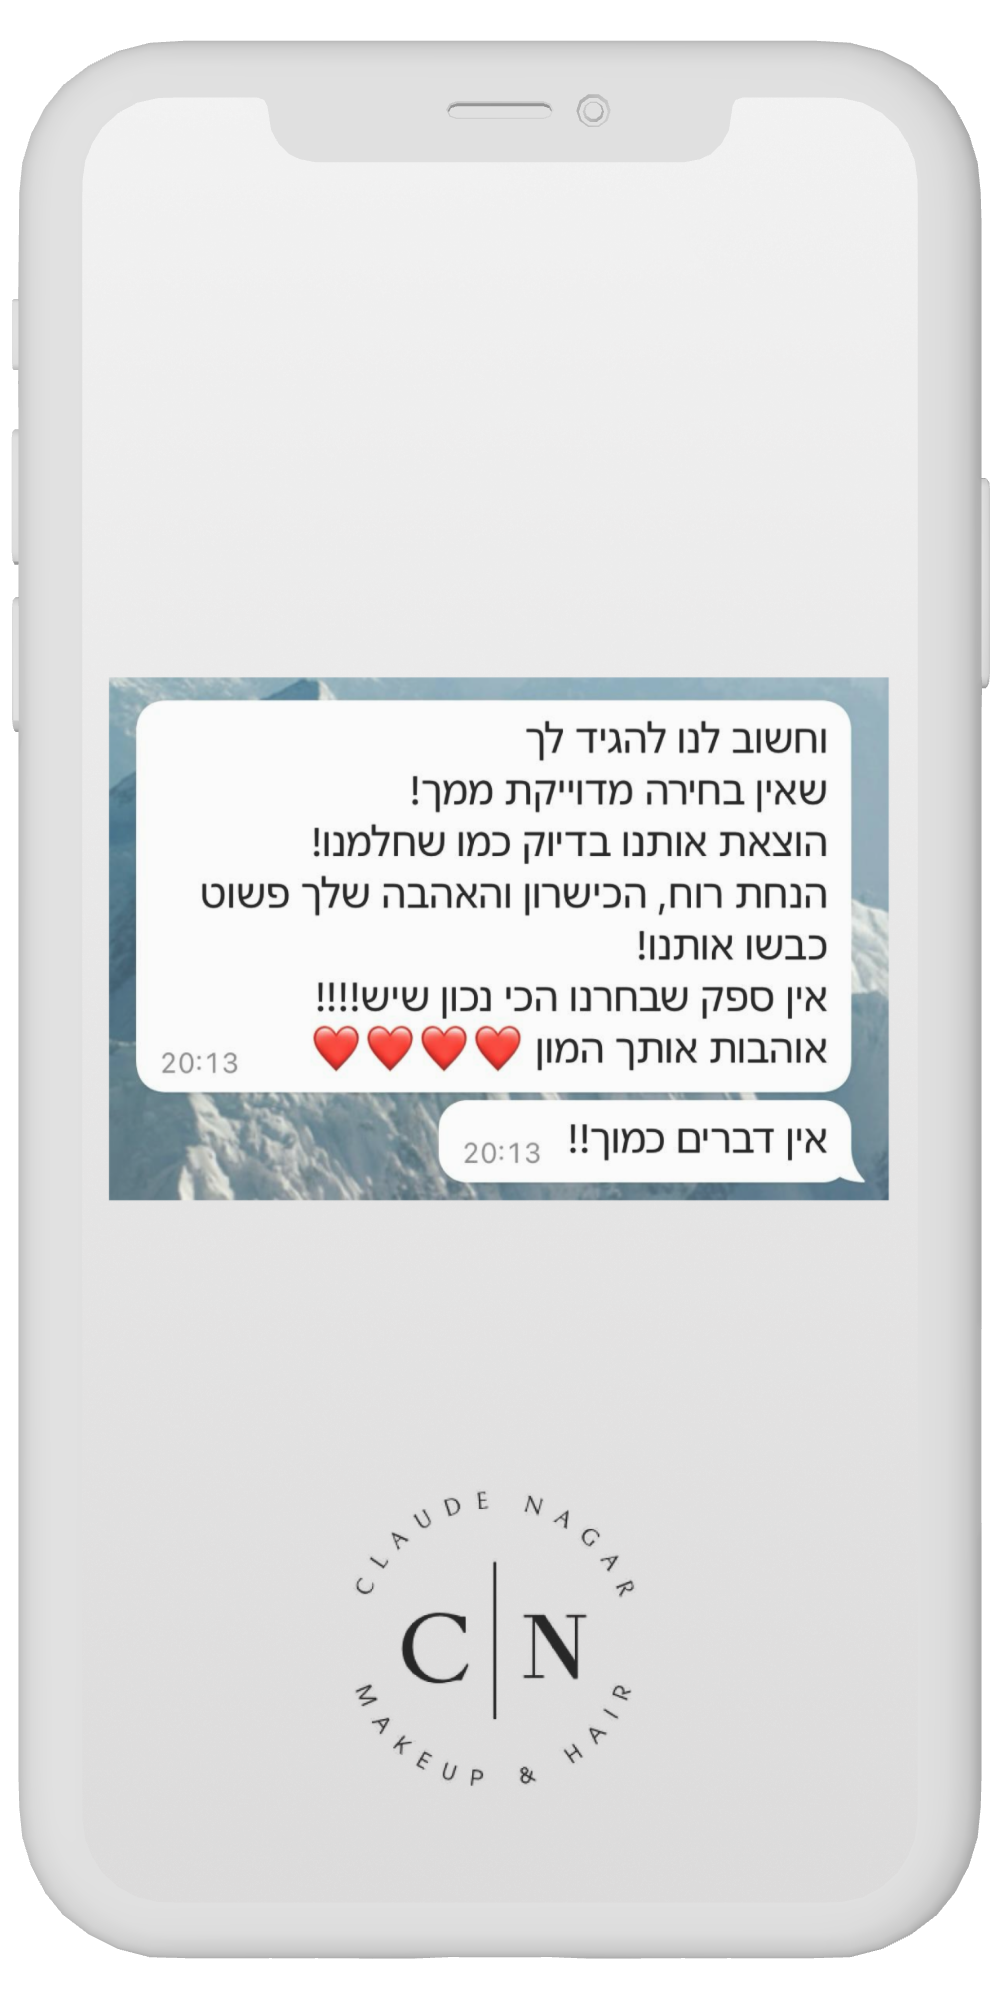 וחשוב לנו להגיד לך
שאין בחירה מדוייקת ממך!
הוצאת אותנו בדיוק כמו שחלמנו!
הנחת רוח, הכישרון והאהבה שלך פשוט
כבשו אותנו!
אין ספק שבחרנו הכי נכון שיש!!!!
אוהבות אותך המון ❤️❤️❤️❤️
20:13
אין דברים כמוך!!
20:13
CLAUDE NAGAR
C|N
MAKEUP & HAIR